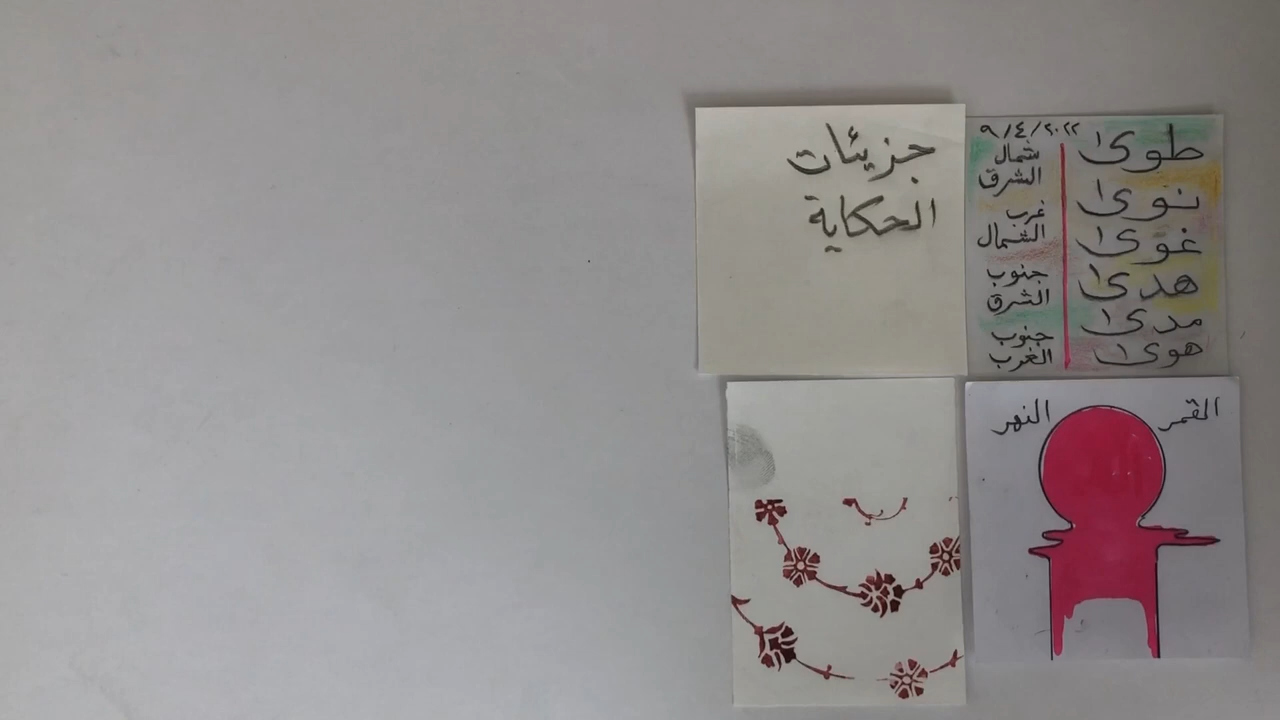 جزيئات
الحكاية
طوىٰ
نوىٰ
غوىٰ
هدىٰ
مدىٰ
هوىٰ
٩/٤/٢٠٢٢
شمال
الشرق
غرب
الشمال
جنوب
الشرق
جنوب
الغرب
القمر
النهر